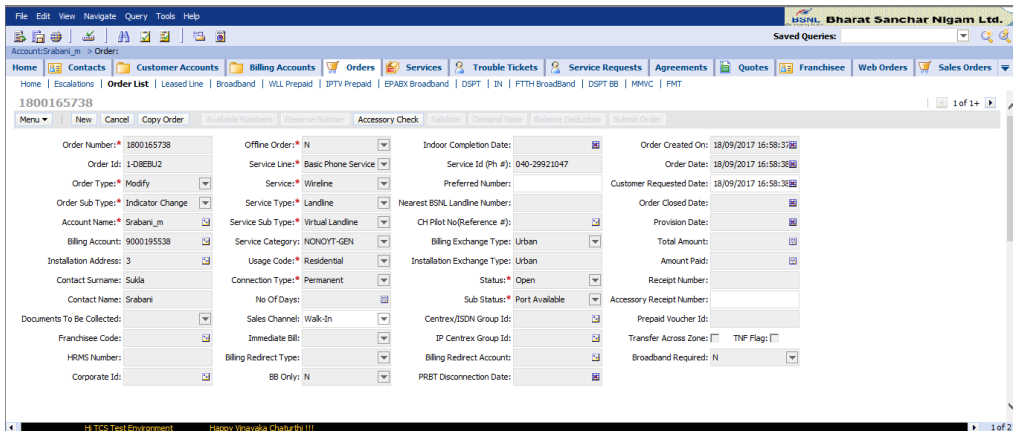 File Edit View Navigate Query Tools Help
BSNL Bharat Sanchar Nigam Ltd.
Saved Queries:
Account:Srabani_m > Order:
Home Contacts Customer Accounts Billing Accounts Orders Services Trouble Tickets Service Requests Agreements Quotes Franchisee Web Orders Sales Orders
Home | Escalations | Order List | Leased Line | Broadband | WLL Prepaid | IPTV Prepaid | EPABX Broadband | DSPT | IN | FTTH BroadBand | DSPT BB | MMVC | FMT
1800165738 1 of 1+
Menu New Cancel Copy Order Available Numbers Reserve Number Accessory Check Validate Demand Note Balance Deduction Submit Order
Order Number:* 1800165738 Offline Order:* N Indoor Completion Date: Order Created On: 18/09/2017 16:58:37
Order Id: 1-D8EBU2 Service Line:* Basic Phone Service Service Id (Ph #): 040-29921047 Order Date: 18/09/2017 16:58:38
Order Type:* Modify Service:* Wireline Preferred Number: Customer Requested Date: 18/09/2017 16:58:38
Order Sub Type:* Indicator Change Service Type:* Landline Nearest BSNL Landline Number: Order Closed Date:
Account Name:* Srabani_m Service Sub Type:* Virtual Landline CH Pilot No(Reference #): Provision Date:
Billing Account: 9000195538 Service Category: NONOYT-GEN Billing Exchange Type: Urban Total Amount:
Installation Address: 3 Usage Code:* Residential Installation Exchange Type: Urban Amount Paid:
Contact Surname: Sukla Connection Type:* Permanent Status:* Open Receipt Number:
Contact Name: Srabani No Of Days: Sub Status:* Port Available Accessory Receipt Number:
Documents To Be Collected: Sales Channel: Walk-In Centrex/ISDN Group Id: Prepaid Voucher Id:
Franchisee Code: Immediate Bill: IP Centrex Group Id: Transfer Across Zone: TNF Flag:
HRMS Number: Billing Redirect Type: Billing Redirect Account: Broadband Required: N
Corporate Id: BB Only: N PRBT Disconnection Date:
Hi TCS Test Environment Happy Vinayaka Chaturthi !!! 1 of 2